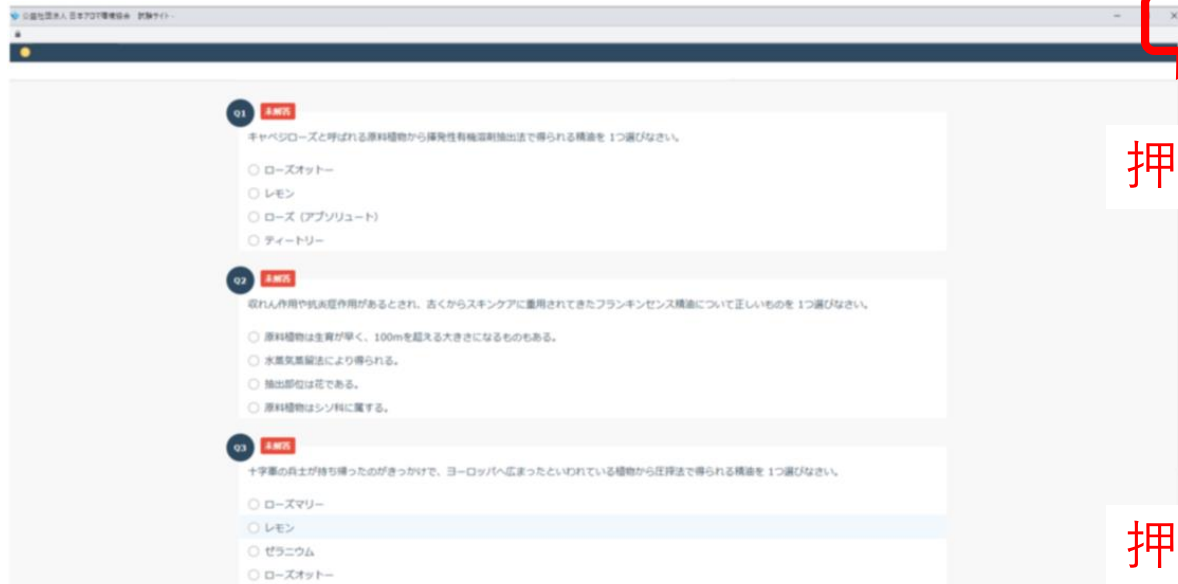 公益社団法人 日本アロマ環境協会 試験サイト -
Q1 未解答
キャベジローズと呼ばれる原料植物から揮発性有機溶剤抽出法で得られる精油を 1つ選びなさい。
ローズオットー
レモン
ローズ（アブソリュート）
ティートリー
押
Q2 未解答
収れん作用や抗炎症作用があるとされ、古くからスキンケアに重用されてきたフランキンセンス精油について正しいものを 1つ選びなさい。
原料植物は生育が早く、100mを超える大きさになるものもある。
水蒸気蒸留法により得られる。
抽出部位は花である。
原料植物はシソ科に属する。
Q3 未解答
十字軍の兵士が持ち帰ったのがきっかけで、ヨーロッパへ広まったといわれている植物から圧搾法で得られる精油を 1つ選びなさい。
ローズマリー
レモン
ゼラニウム
ローズオットー
押